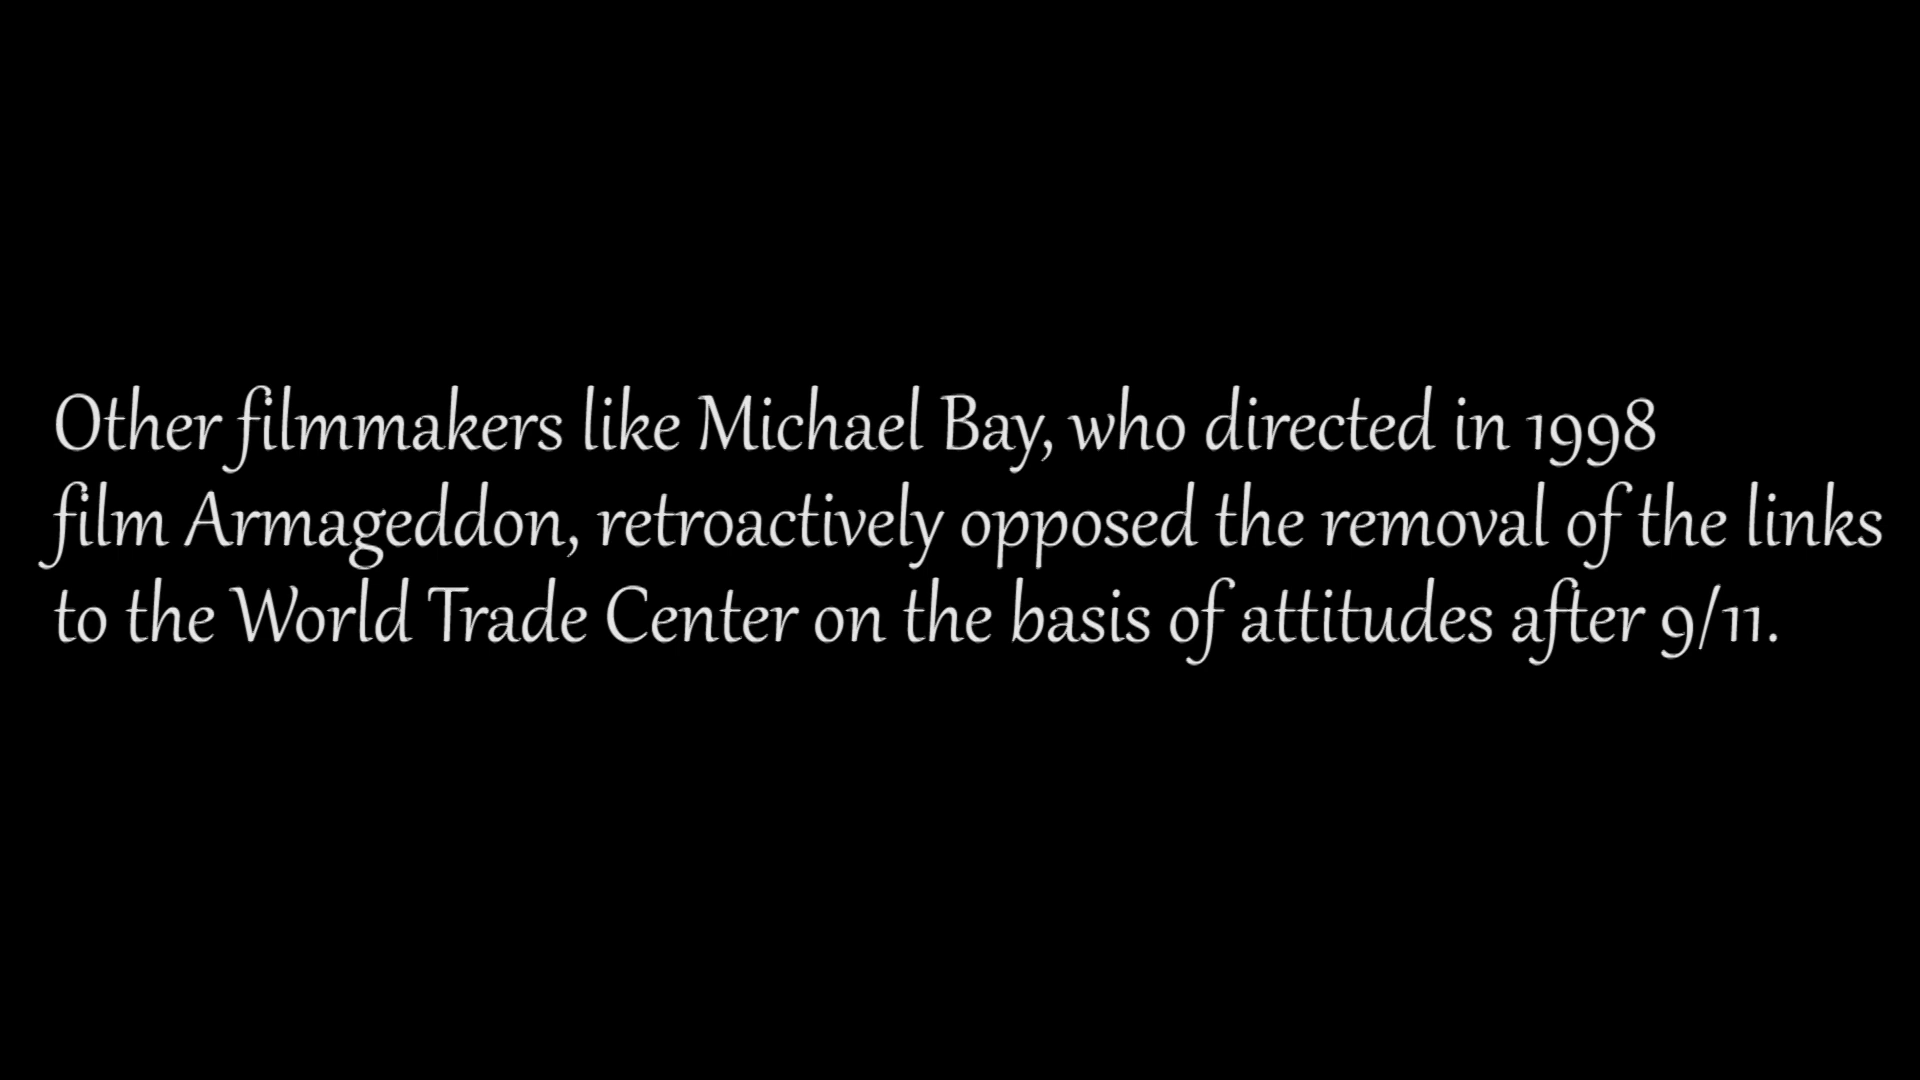 Other filmmakers like Michael Bay, who directed in 1998
film Armageddon, retroactively opposed the removal of the links
to the World Trade Center on the basis of attitudes after 9/11.